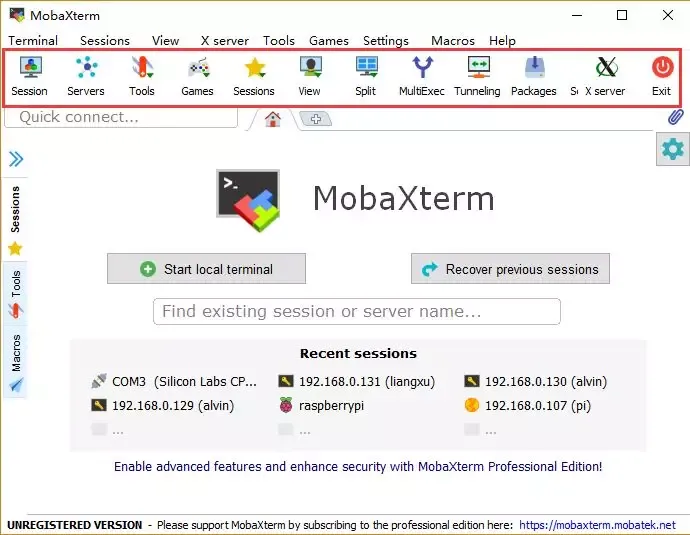 MobaXterm
Terminal Sessions View X server Tools Games Settings Macros Help
Session Servers Tools Games Sessions View Split MultiExec Tunneling Packages X server Exit
Quick connect...
Sessions
Tools
Macros
>_
MobaXterm
Start local terminal Recover previous sessions
Find existing session or server name...
Recent sessions
COM3 (Silicon Labs CP... 192.168.0.131 (liangxu) 192.168.0.130 (alvin)
192.168.0.129 (alvin) raspberrypi 192.168.0.107 (pi)
... ... ...
Enable advanced features and enhance security with MobaXterm Professional Edition!
UNREGISTERED VERSION - Please support MobaXterm by subscribing to the professional edition here: https://mobaxterm.mobatek.net